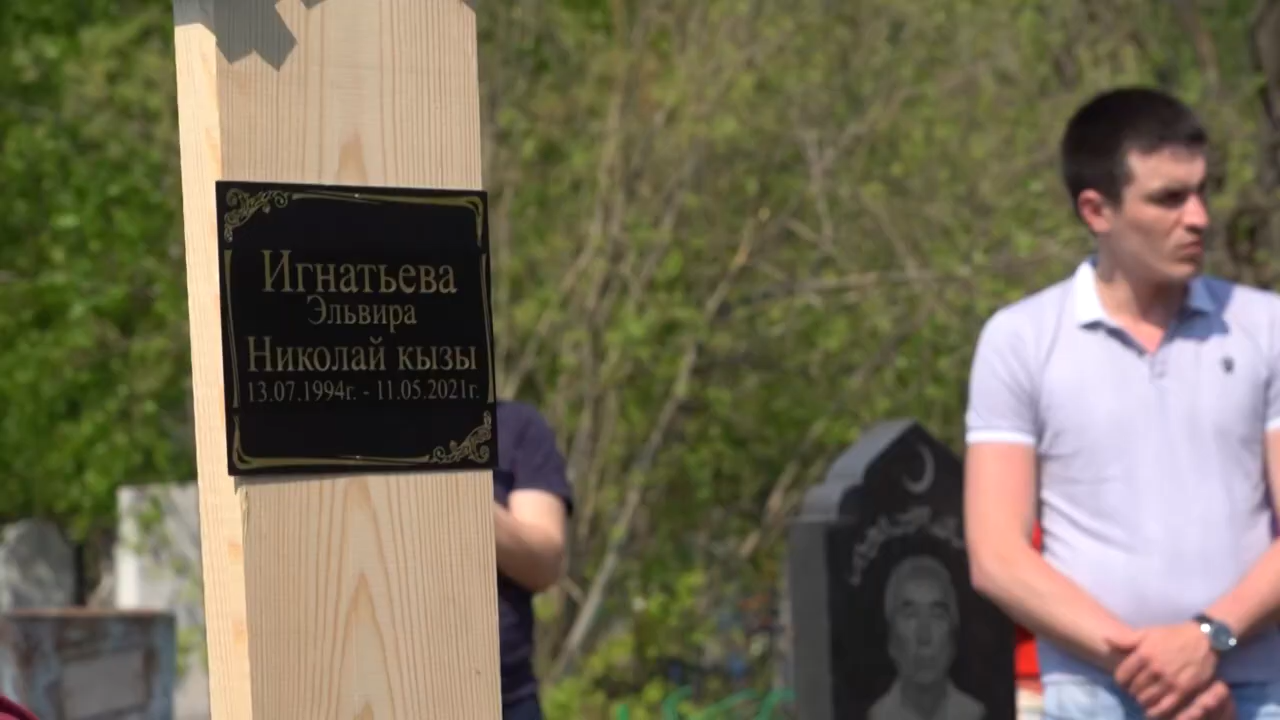 Игнатьева
Эльвира
Николай кызы
13.07.1994г. - 11.05.2021г.